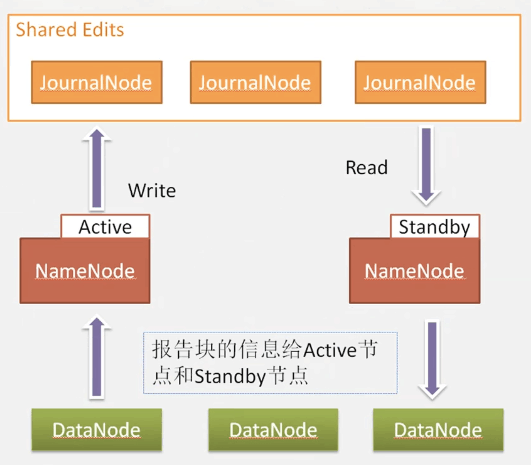 Shared Edits
JournalNode
JournalNode
JournalNode
Write
Read
Active
Standby
NameNode
NameNode
报告块的信息给Active节
点和Standby节点
DataNode
DataNode
DataNode